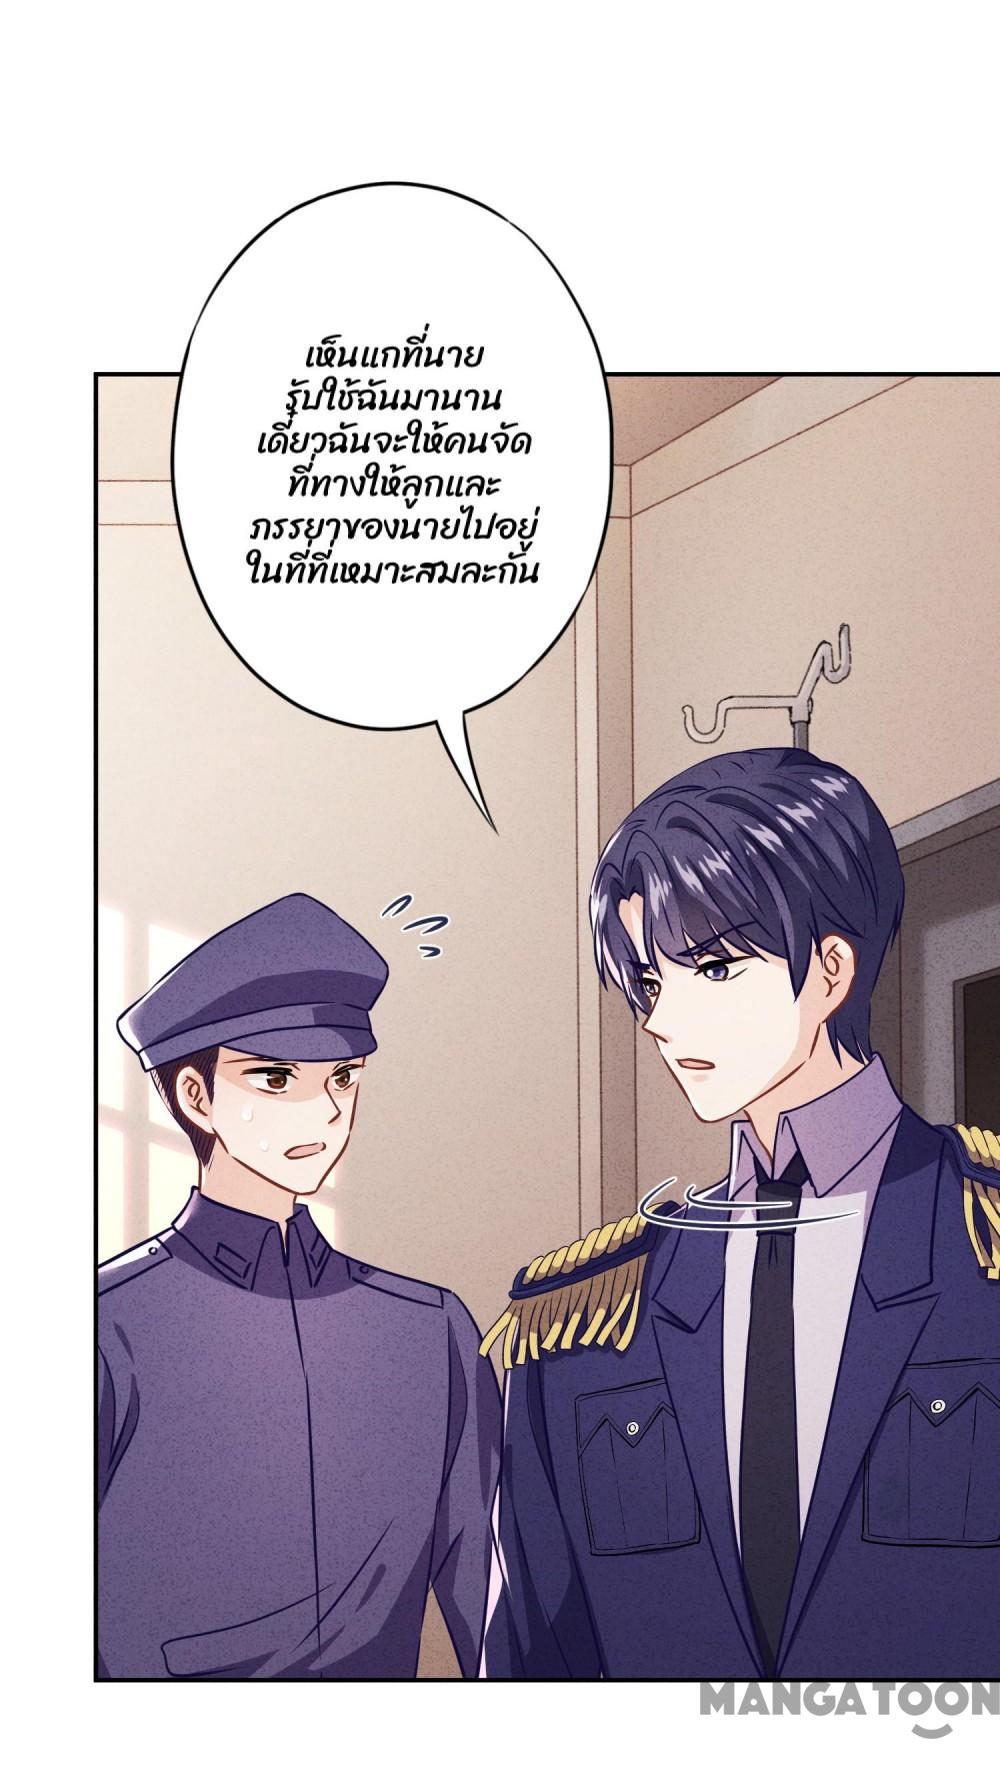 เห็นแกที่นาย
รับใช้ฉันมานาน
เดี๋ยวฉันจะให้คนจัด
ที่ทางให้ลูกและ
ภรรยาของนายไปอยู่
ในที่ที่เหมาะสมละกัน
MANGATOON